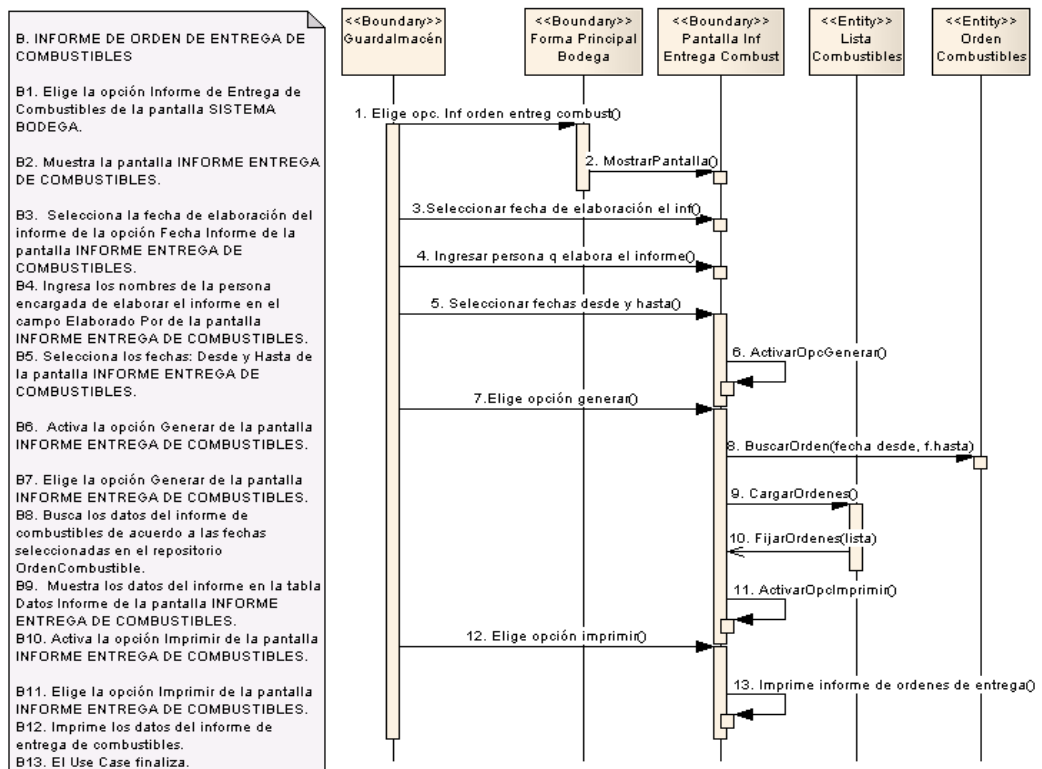 B. INFORME DE ORDEN DE ENTREGA DE
COMBUSTIBLES
B1. Elige la opción Informe de Entrega de
Combustibles de la pantalla SISTEMA
BODEGA.
B2. Muestra la pantalla INFORME ENTREGA
DE COMBUSTIBLES.
B3. Selecciona la fecha de elaboración del
informe de la opción Fecha Informe de la
pantalla INFORME ENTREGA DE
COMBUSTIBLES.
B4. Ingresa los nombres de la persona
encargada de elaborar el informe en el
campo Elaborado Por de la pantalla
INFORME ENTREGA DE COMBUSTIBLES.
B5. Selecciona los fechas: Desde y Hasta de
la pantalla INFORME ENTREGA DE
COMBUSTIBLES.
B6. Activa la opción Generar de la pantalla
INFORME ENTREGA DE COMBUSTIBLES.
B7. Elige la opción Generar de la pantalla
INFORME ENTREGA DE COMBUSTIBLES.
B8. Busca los datos del informe de
combustibles de acuerdo a las fechas
seleccionadas en el repositorio
OrdenCombustible.
B9. Muestra los datos del informe en la tabla
Datos Informe de la pantalla INFORME
ENTREGA DE COMBUSTIBLES.
B10. Activa la opción Imprimir de la pantalla
INFORME ENTREGA DE COMBUSTIBLES.
B11. Elige la opción Imprimir de la pantalla
INFORME ENTREGA DE COMBUSTIBLES.
B12. Imprime los datos del informe de
entrega de combustibles.
B13. El Use Case finaliza.
<<Boundary>>
Guardalmacén
<<Boundary>>
Forma Principal
Bodega
<<Boundary>>
Pantalla Inf
Entrega Combust
<<Entity>>
Lista
Combustibles
<<Entity>>
Orden
Combustibles
1. Elige opc. Inf orden entreg combust()
2. MostrarPantalla()
3.Seleccionar fecha de elaboración el inf()
4. Ingresar persona q elabora el informe()
5. Seleccionar fechas desde y hasta()
6. ActivarOpcGenerar()
7.Elige opción generar()
8. BuscarOrden(fecha desde, f.hasta)
9. CargarOrdenes()
10. FijarOrdenes(lista)
11. ActivarOpcImprimir()
12. Elige opción imprimir()
13. Imprime informe de ordenes de entrega()